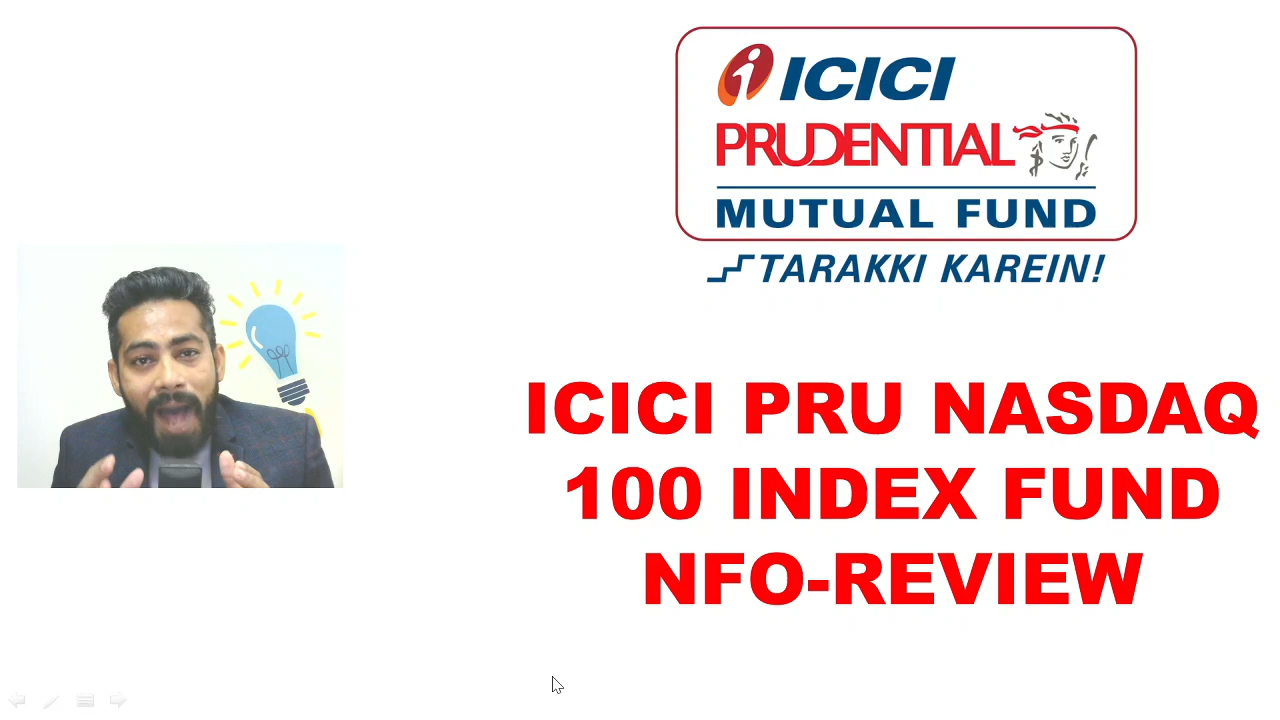 ICICI
PRUDENTIAL
MUTUAL FUND
TARAKKI KAREIN!
ICICI PRU NASDAQ
100 INDEX FUND
NFO-REVIEW